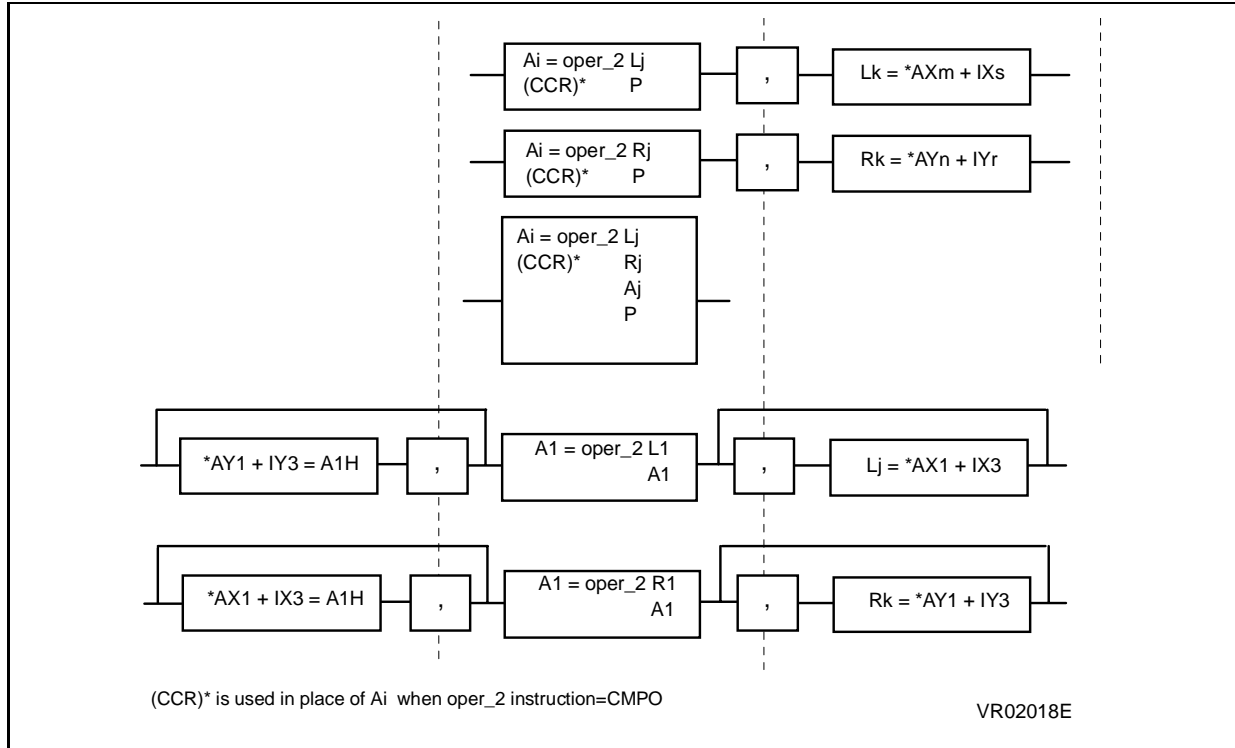 Ai = oper_2 Lj
(CCR)* P
,
Lk = *AXm + IXs
Ai = oper_2 Rj
(CCR)* P
,
Rk = *AYn + IYr
Ai = oper_2 Lj
(CCR)* Rj
Aj
P
*AY1 + IY3 = A1H
,
A1 = oper_2 L1
A1
,
Lj = *AX1 + IX3
*AX1 + IX3 = A1H
,
A1 = oper_2 R1
A1
,
Rk = *AY1 + IY3
(CCR)* is used in place of Ai when oper_2 instruction=CMPO
VR02018E